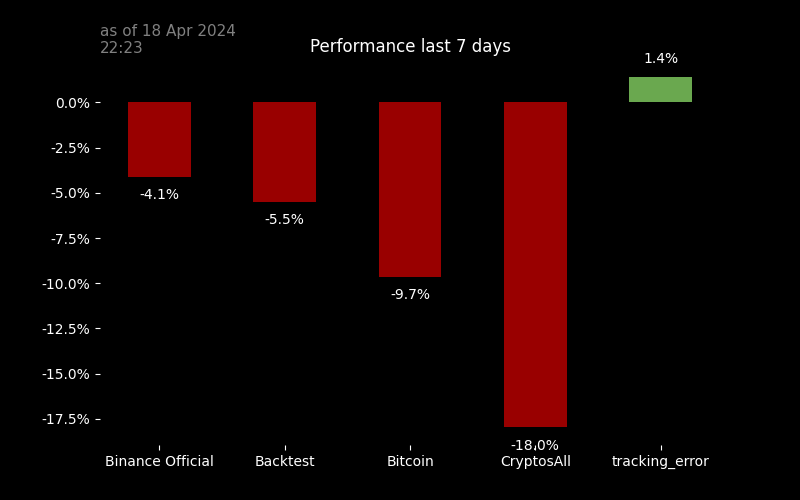 as of 18 Apr 2024
22:23
Performance last 7 days
1.4%
0.0%
-2.5%
-5.0%
-7.5%
-10.0%
-12.5%
-15.0%
-17.5%
-4.1%
-5.5%
-9.7%
-18.0%
Binance Official
Backtest
Bitcoin
CryptosAll
tracking_error